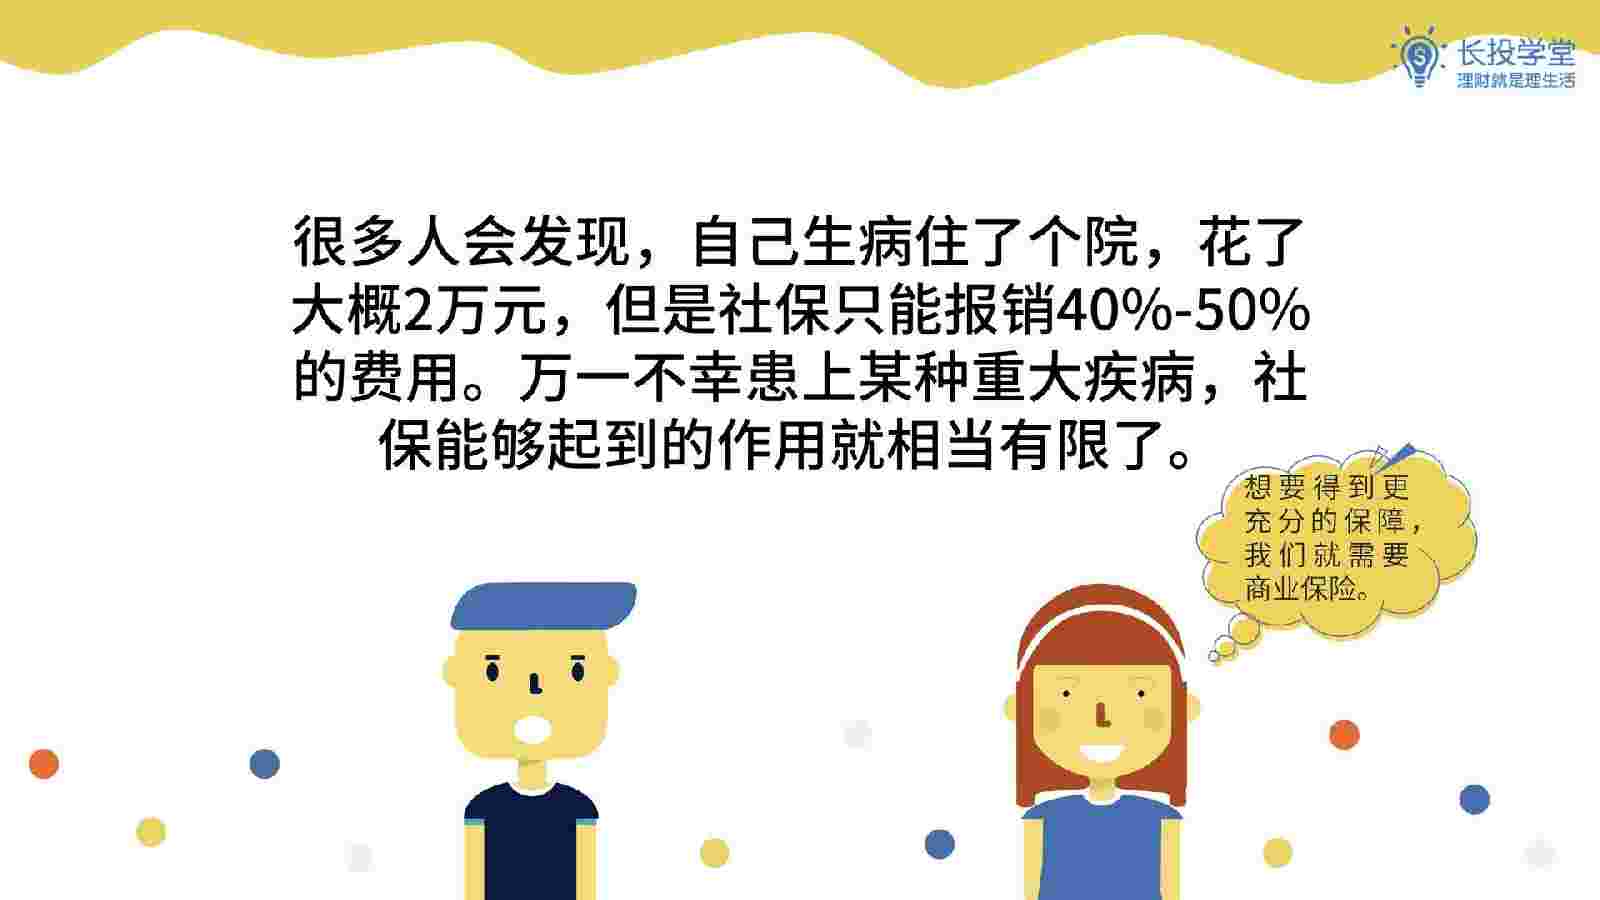 长投学堂
理财就是理生活
很多人会发现，自己生病住了个院，花了
大概2万元，但是社保只能报销40%-50%
的费用。万一不幸患上某种重大疾病，社
保能够起到的作用就相当有限了。
想要得到更
充分的保障，
我们就需要
商业保险。